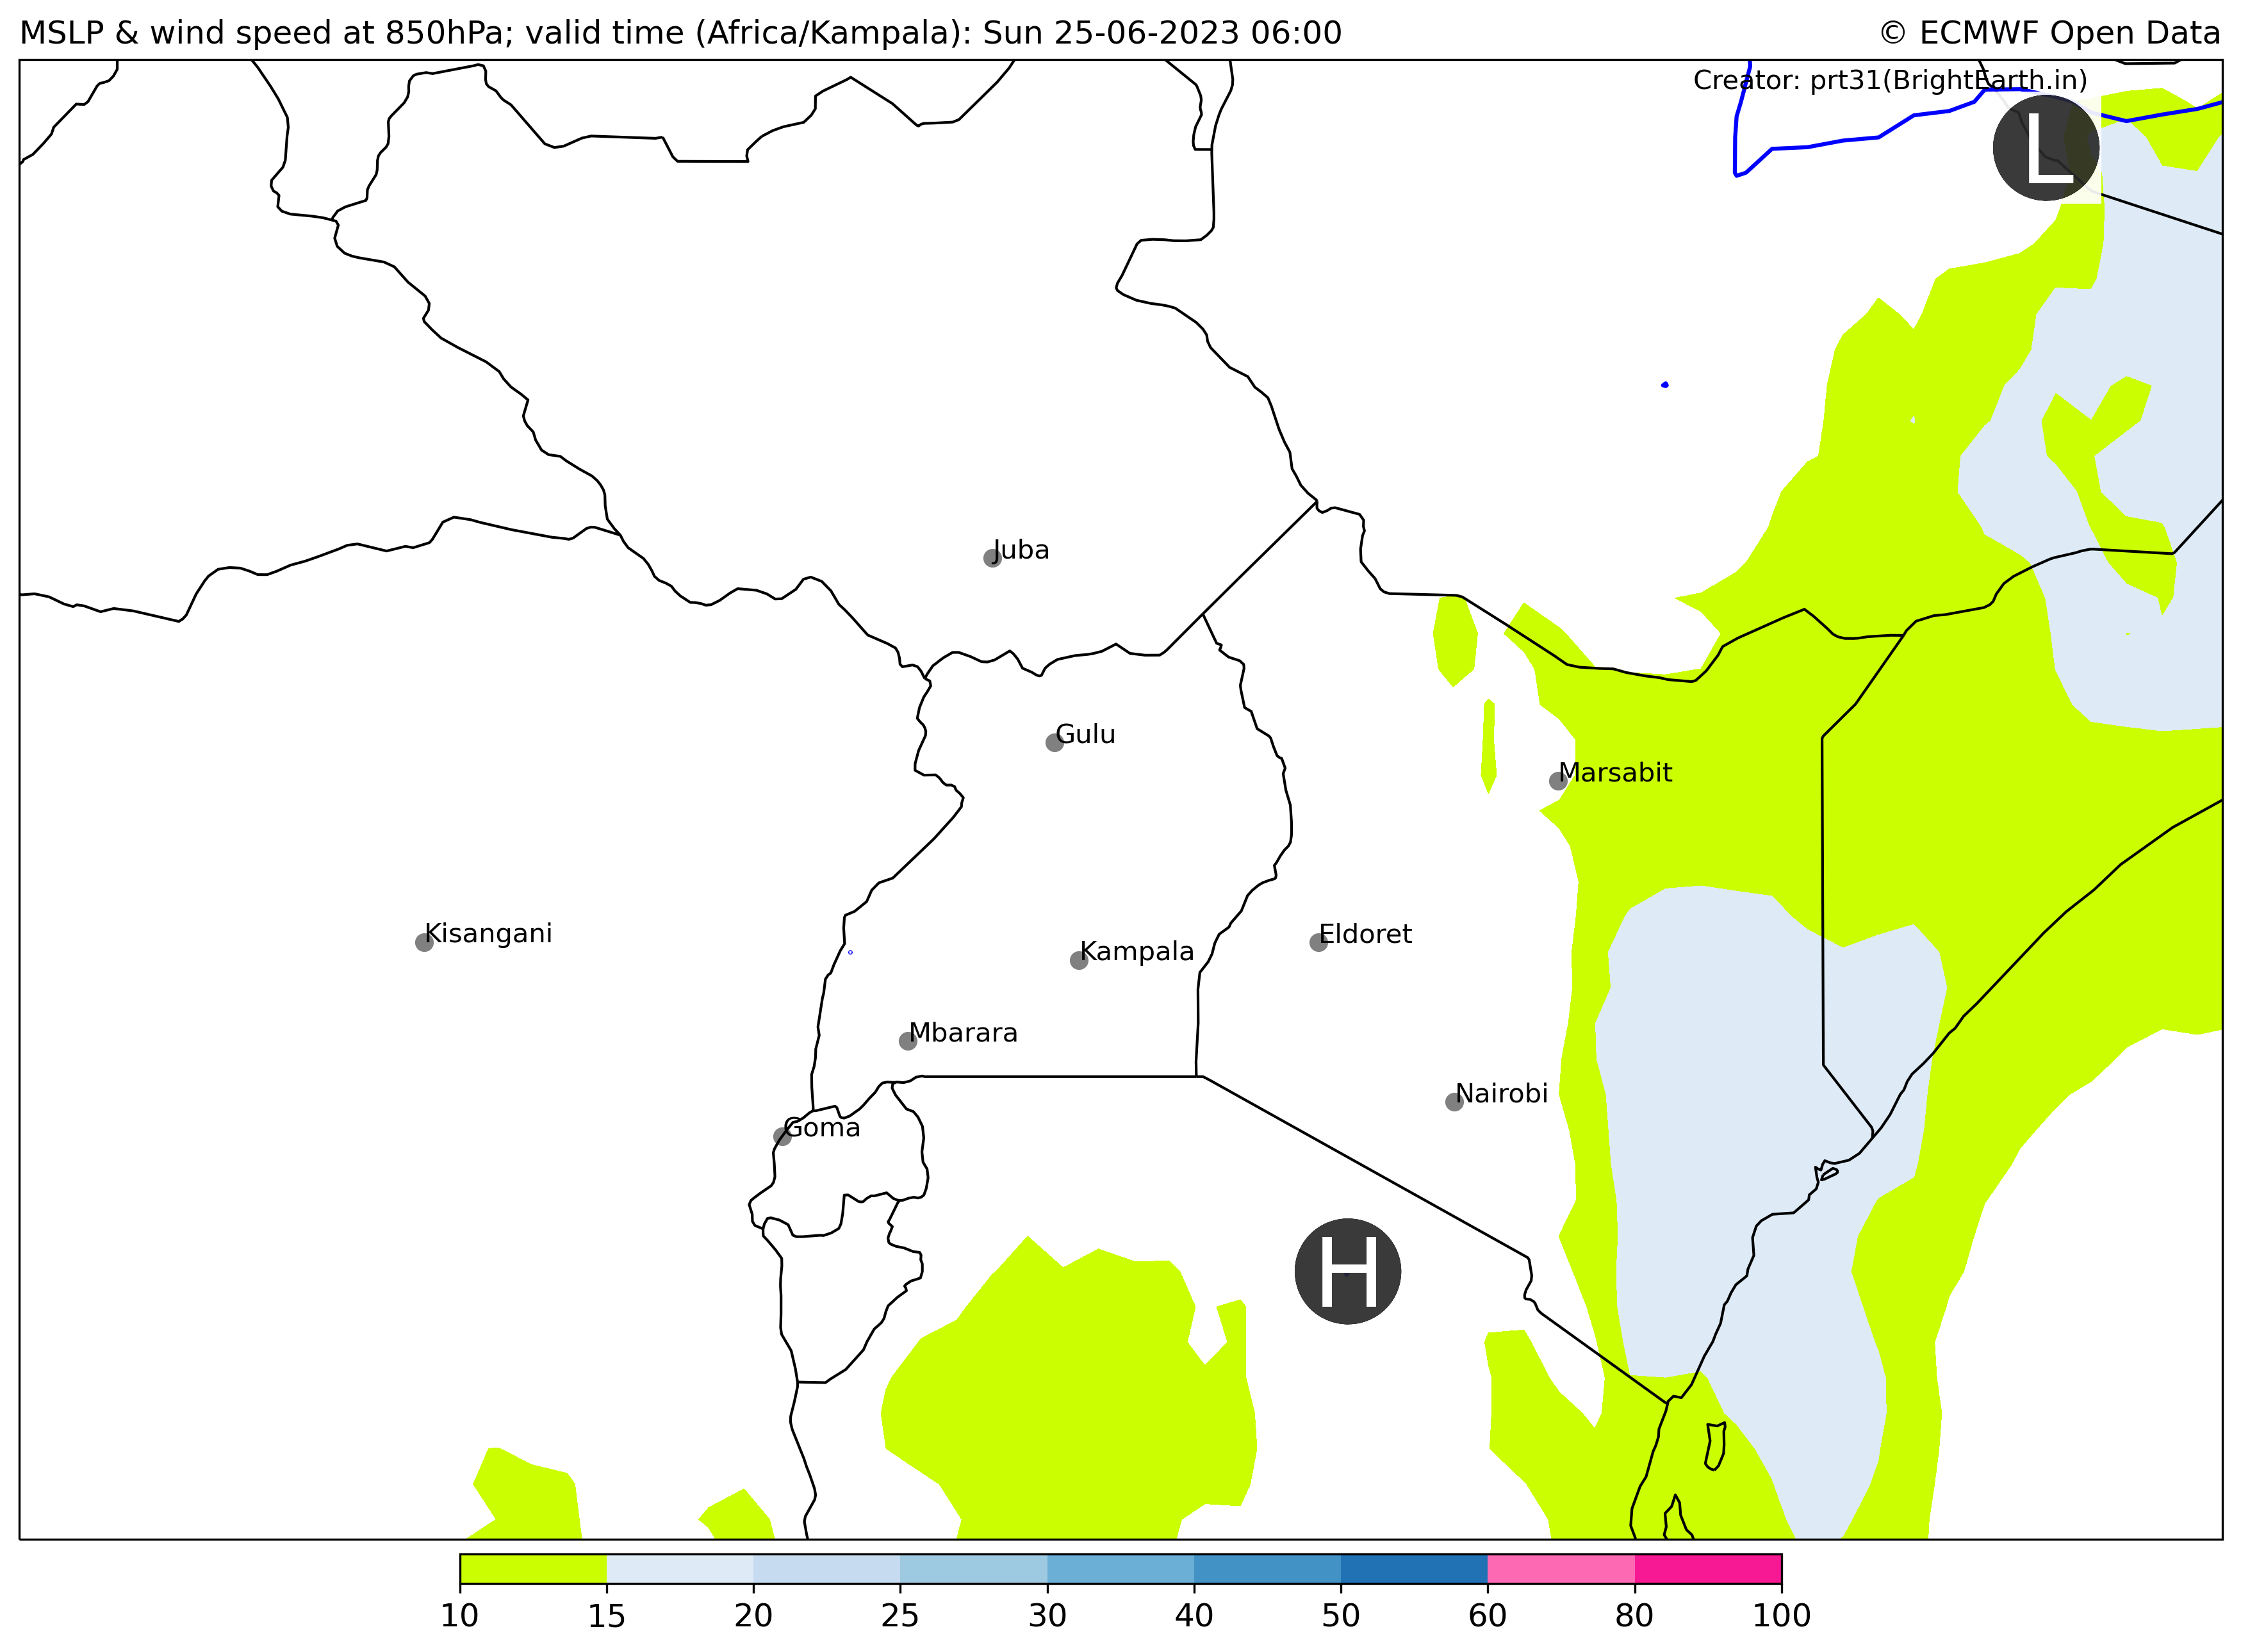 MSLP & wind speed at 850hPa; valid time (Africa/Kampala): Sun 25-06-2023 06:00
© ECMWF Open Data
Creator: prt31(BrightEarth.in)
L
Juba
Gulu
Marsabit
Kisangani
Eldoret
Kampala
Mbarara
Nairobi
Goma
H
10 15 20 25 30 40 50 60 80 100